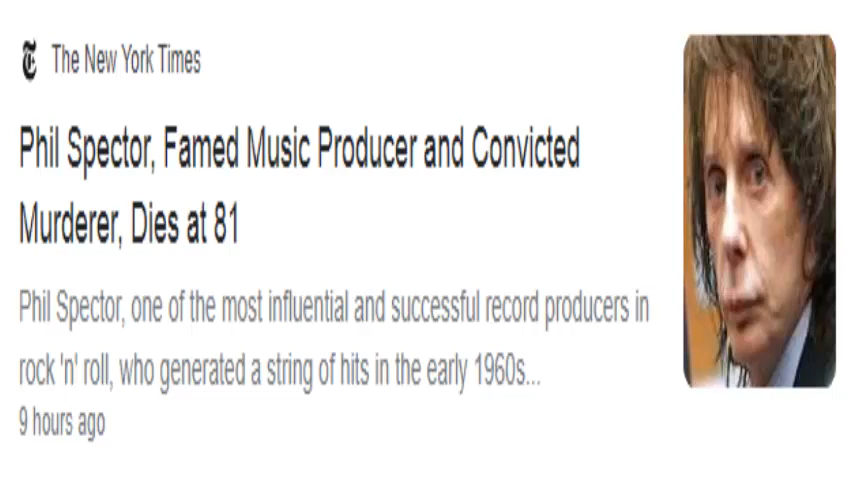 The New York Times
Phil Spector, Famed Music Producer and Convicted
Murderer, Dies at 81
Phil Spector, one of the most influential and successful record producers in
rock 'n' roll, who generated a string of hits in the early 1960s...
9 hours ago